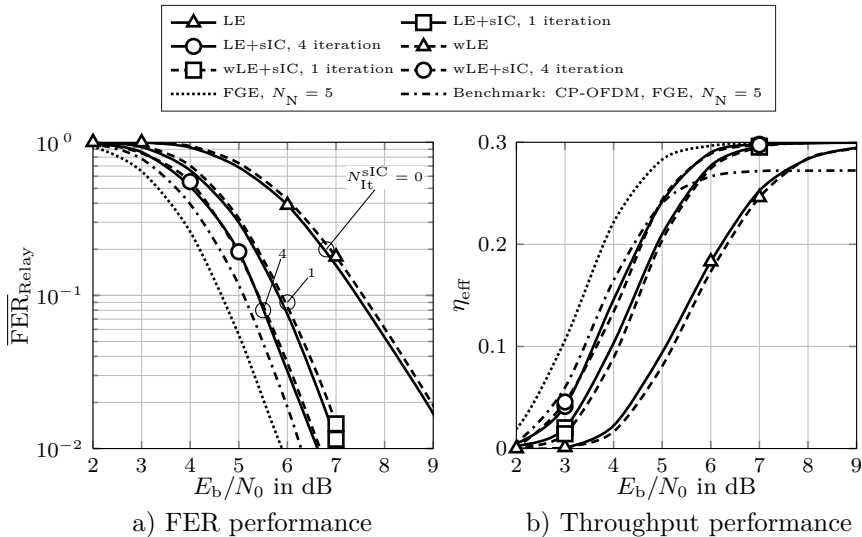 LE
LE+sIC, 1 iteration
LE+sIC, 4 iteration
wLE
wLE+sIC, 1 iteration
wLE+sIC, 4 iteration
FGE, N_N = 5
Benchmark: CP-OFDM, FGE, N_N = 5
10^0
10^{-1}
10^{-2}
\overline{FER}_Relay
N_It^sIC = 0
4
1
2 3 4 5 6 7 8 9
E_b/N_0 in dB
a) FER performance
0.3
0.2
0.1
0
η_eff
2 3 4 5 6 7 8 9
E_b/N_0 in dB
b) Throughput performance